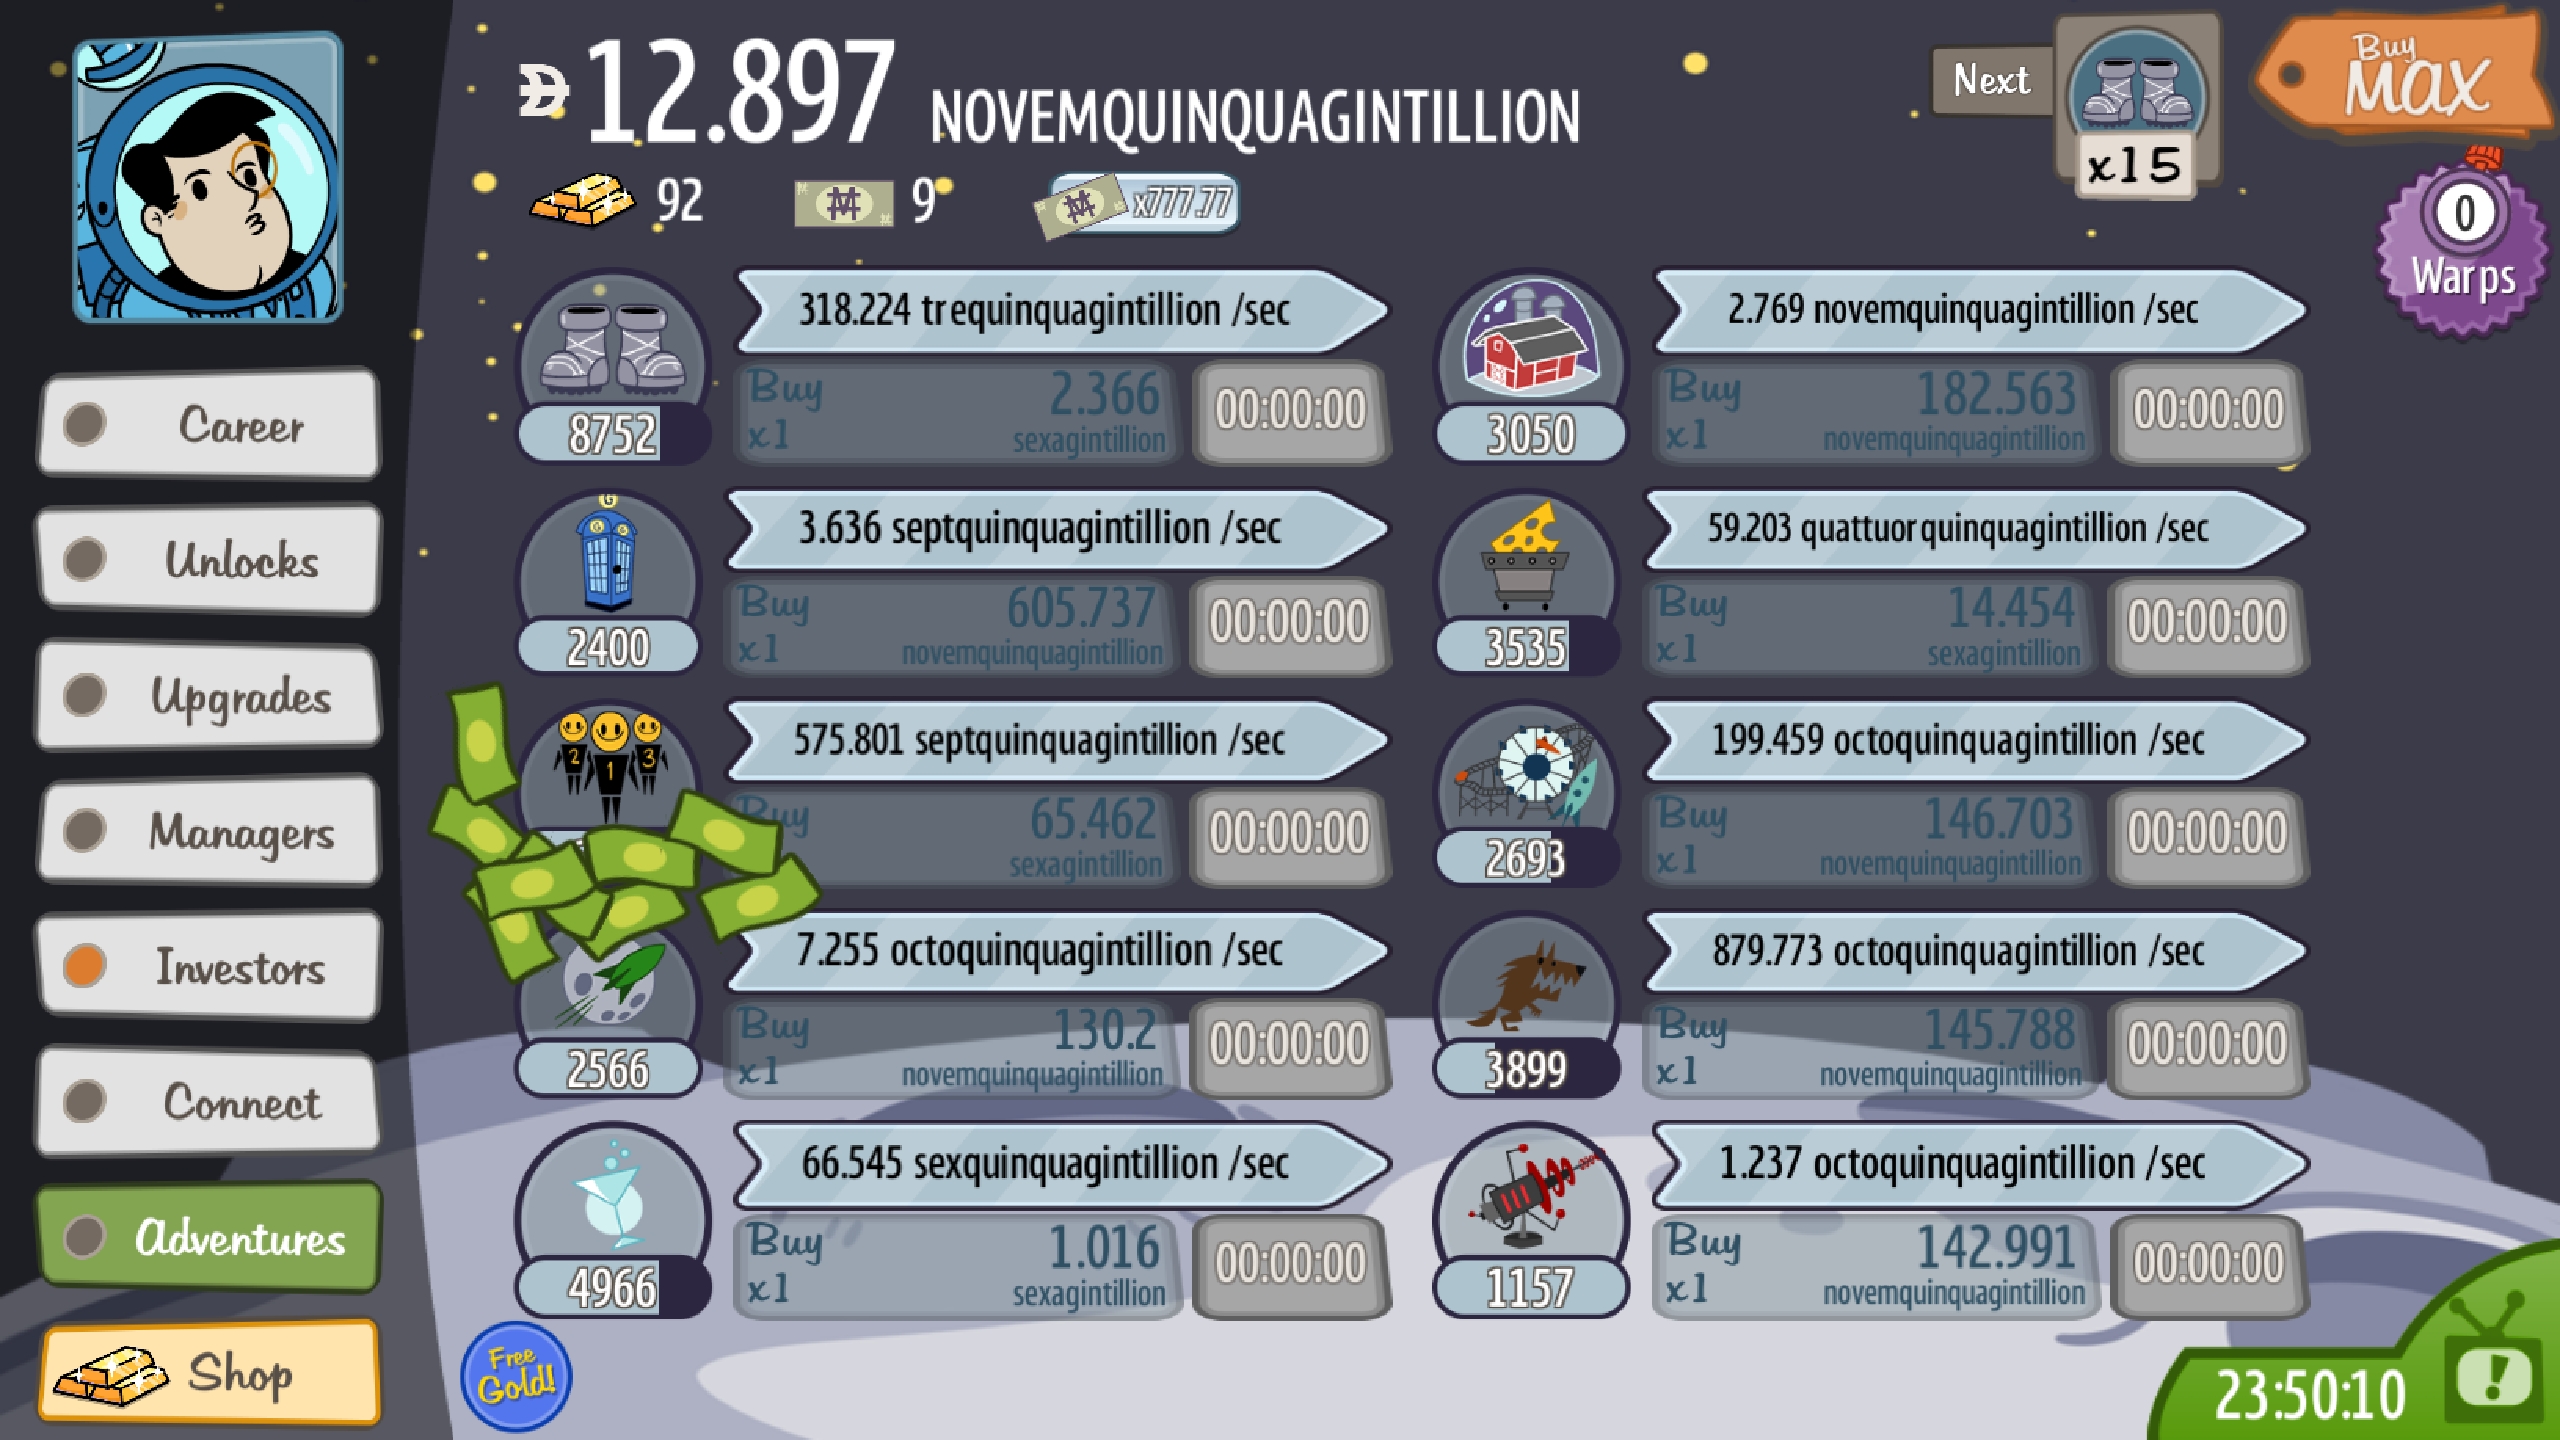 12.897 NOVEMQUINQUAGINTILLION
92
9
x777.77
Next
x15
Buy
MAX
0
Warps
Career
Unlocks
Upgrades
Managers
Investors
Connect
Adventures
Shop
318.224 trequinquagintillion /sec
Buy
x1
2.366
sexagintillion
00:00:00
8752
2.769 novemquinquagintillion /sec
Buy
x1
182.563
novemquinquagintillion
00:00:00
3050
3.636 septquinquagintillion /sec
Buy
x1
605.737
novemquinquagintillion
00:00:00
2400
59.203 quattuorquinquagintillion /sec
Buy
x1
14.454
sexagintillion
00:00:00
3535
2 1 3
575.801 septquinquagintillion /sec
Buy
65.462
sexagintillion
00:00:00
199.459 octoquinquagintillion /sec
Buy
x1
146.703
novemquinquagintillion
00:00:00
2693
7.255 octoquinquagintillion /sec
Buy
x1
130.2
novemquinquagintillion
00:00:00
2566
879.773 octoquinquagintillion /sec
Buy
x1
145.788
novemquinquagintillion
00:00:00
3899
66.545 sexquinquagintillion /sec
Buy
x1
1.016
sexagintillion
00:00:00
4966
1.237 octoquinquagintillion /sec
Buy
x1
142.991
novemquinquagintillion
00:00:00
1157
Free
Gold!
23:50:10